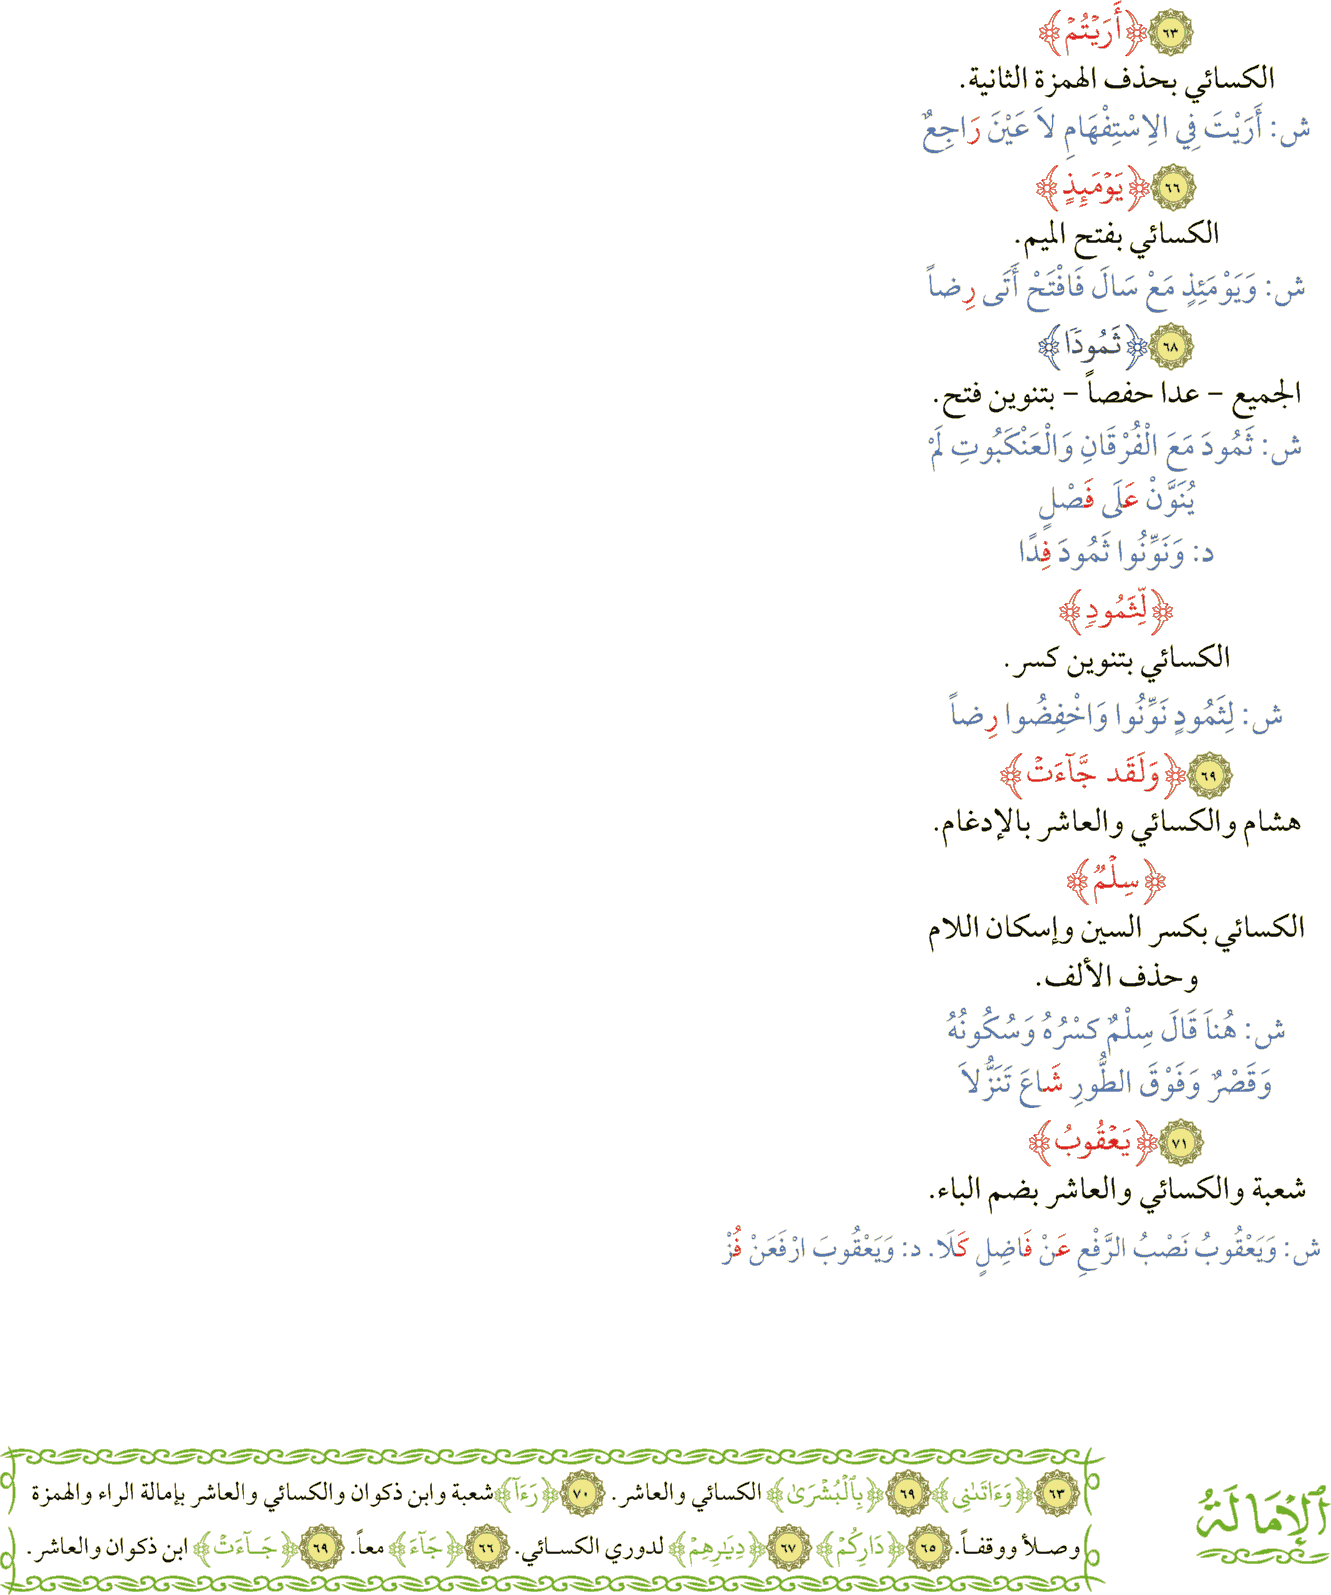 ٦٣ ﴿أَرَيْتُمْ﴾
الكسائي بحذف الهمزة الثانية.
ش: أَرَيْتَ فِي الِاسْتِفْهَامِ لاَ عَيْنَ رَاجِعٌ
٦٦ ﴿يَوْمَئِذٍ﴾
الكسائي بفتح الميم.
ش: وَيَوْمَئِذٍ مَعْ سَالَ فَافْتَحْ أَتَى رِضاً
٦٨ ﴿ثَمُودًا﴾
الجميع – عدا حفصاً – بتنوين فتح.
ش: ثَمُودَ مَعَ الْفُرْقَانِ وَالْعَنْكَبُوتِ لَمْ
يُنَوَّنْ عَلَى فَصْلٍ
د: وَنَوِّنُوا ثَمُودَ فِدًا
﴿لِّثَمُودٍ﴾
الكسائي بتنوين كسر.
ش: لِثَمُودٍ نَوِّنُوا وَاخْفِضُوا رِضاً
٦٩ ﴿وَلَقَد جَّآءَتْ﴾
هشام والكسائي والعاشر بالإدغام.
﴿سِلْمٌ﴾
الكسائي بكسر السين وإسكان اللام
وحذف الألف.
ش: هُناَ قَالَ سِلْمٌ كسْرُهُ وَسُكُونُهُ
وَقَصْرٌ وَفَوْقَ الطُّورِ شَاعَ تَنَزُّلاَ
٧١ ﴿يَعْقُوبُ﴾
شعبة والكسائي والعاشر بضم الباء.
ش: وَيَعْقُوبُ نَصْبُ الرَّفْعِ عَنْ فَاضِلٍ كَلَا. د: وَيَعْقُوبَ ارْفَعَنْ فُزْ
الإِمَالَةُ
٦٣ ﴿وَءَاتَىٰنِى﴾ ٦٩ ﴿بِٱلْبُشْرَىٰ﴾ الكسائي والعاشر. ٧٠ ﴿رَءَآ﴾ شعبة وابن ذكوان والكسائي والعاشر بإمالة الراء والهمزة
وصلاً ووقفاً. ٦٥ ﴿دَارِكُمْ﴾ ٦٧ ﴿دِيَٰرِهِمْ﴾ لدوري الكسائي. ٦٦ ﴿جَآءَ﴾ معاً. ٦٩ ﴿جَآءَتْ﴾ ابن ذكوان والعاشر.